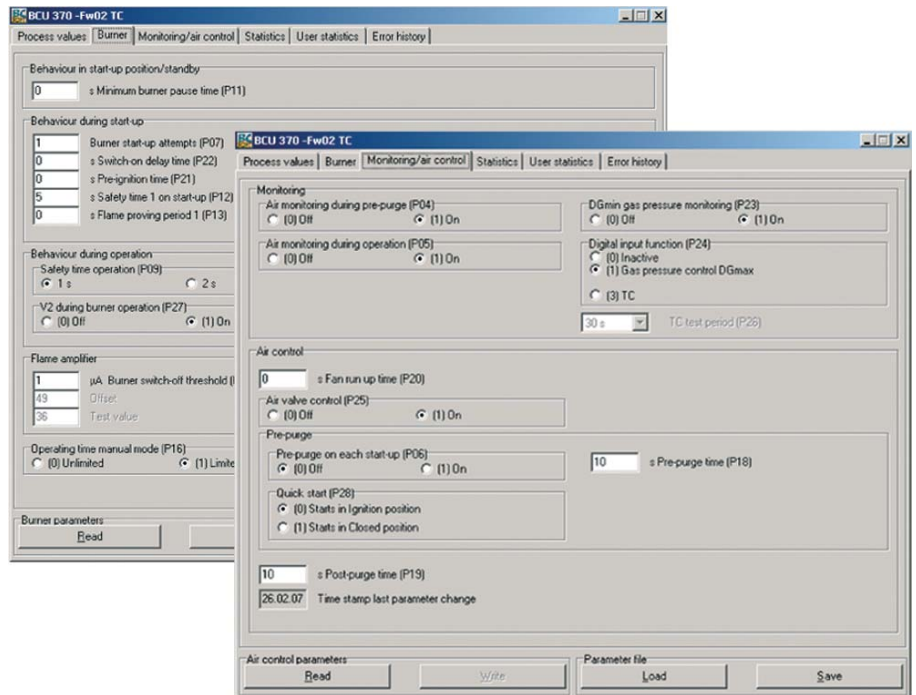 BCU 370 -Fw02 TC
Process values Burner Monitoring/air control Statistics User statistics Error history
Behaviour in start-up position/standby
0 s Minimum burner pause time (P11)
Behaviour during start-up
1 Burner start-up attempts (P07)
0 s Switch-on delay time (P22)
0 s Pre-ignition time (P21)
5 s Safety time 1 on start-up (P12)
0 s Flame proving period 1 (P13)
Behaviour during operation
Safety time operation (P09)
1 s 2 s
V2 during burner operation (P27)
(0) Off (1) On
Flame amplifier
1 µA Burner switch-off threshold (
49 Offset
36 Test value
Operating time manual mode (P16)
(0) Unlimited (1) Limite
Burner parameters
Read
BCU 370 -Fw02 TC
Process values Burner Monitoring/air control Statistics User statistics Error history
Monitoring
Air monitoring during pre-purge (P04)
(0) Off (1) On
DGmin gas pressure monitoring (P23)
(0) Off (1) On
Air monitoring during operation (P05)
(0) Off (1) On
Digital input function (P24)
(0) Inactive
(1) Gas pressure control DGmax
(3) TC
30 s TC test period (P26)
Air control
0 s Fan run up time (P20)
Air valve control (P25)
(0) Off (1) On
Pre-purge
Pre-purge on each start-up (P06)
(0) Off (1) On
10 s Pre-purge time (P18)
Quick start (P28)
(0) Starts in Ignition position
(1) Starts in Closed position
10 s Post-purge time (P19)
26.02.07 Time stamp last parameter change
Air control parameters
Read Write
Parameter file
Load Save